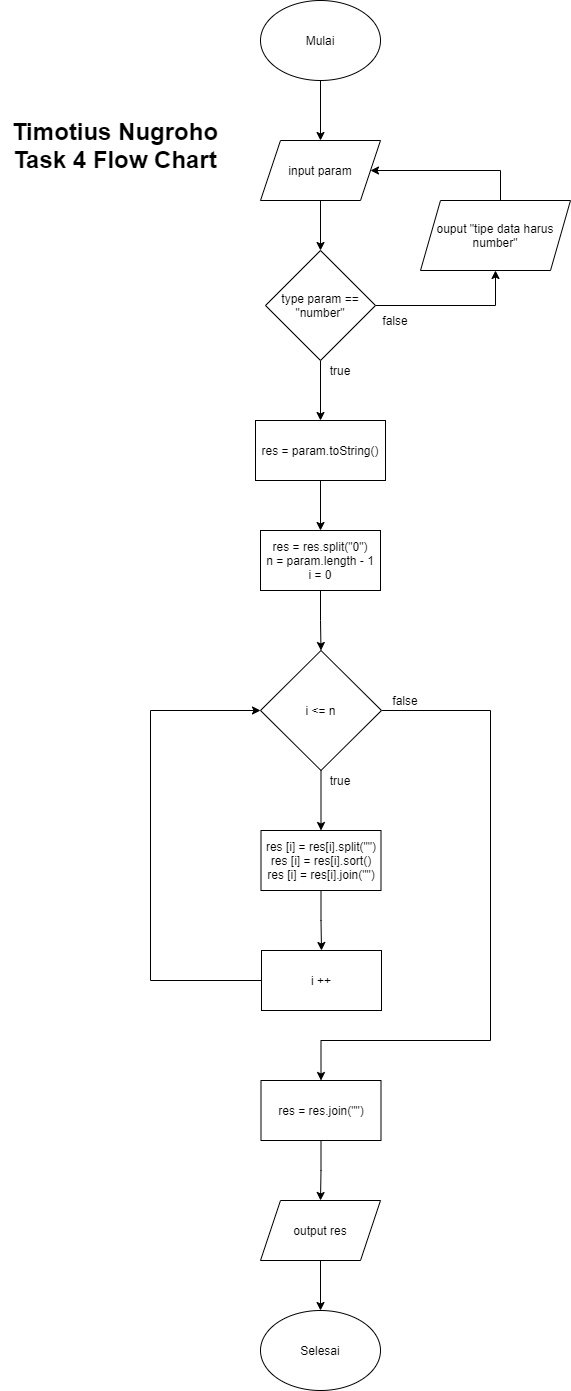 Mulai
Timotius Nugroho
Task 4 Flow Chart
input param
ouput "tipe data harus
number"
type param ==
"number"
false
true
res = param.toString()
res = res.split("0")
n = param.length - 1
i = 0
i <= n
false
true
res [i] = res[i].split("")
res [i] = res[i].sort()
res [i] = res[i].join("")
i ++
res = res.join("")
output res
Selesai